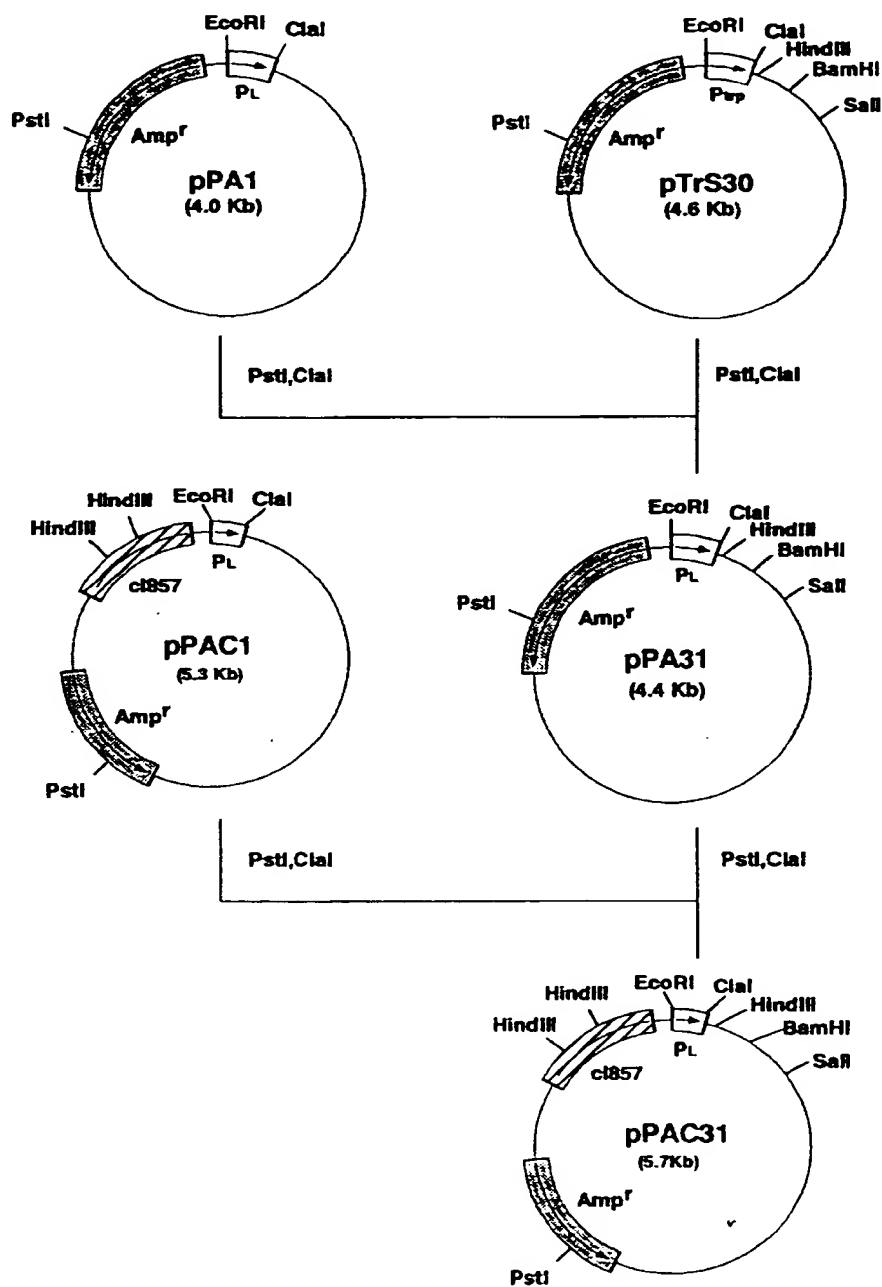 EcoRI
ClaI
PL
PstI
Ampr
pPA1
(4.0 Kb)
EcoRI
ClaI
HindIII
BamHI
SalI
Ptrp
PstI
Ampr
pTrS30
(4.6 Kb)
PstI,ClaI
PstI,ClaI
HindIII
HindIII
EcoRI
ClaI
PL
cI857
pPAC1
(5.3 Kb)
Ampr
PstI
EcoRI
ClaI
HindIII
BamHI
SalI
PL
PstI
Ampr
pPA31
(4.4 Kb)
PstI,ClaI
PstI,ClaI
HindIII
HindIII
EcoRI
ClaI
HindIII
BamHI
SalI
PL
cI857
pPAC31
(5.7Kb)
Ampr
PstI